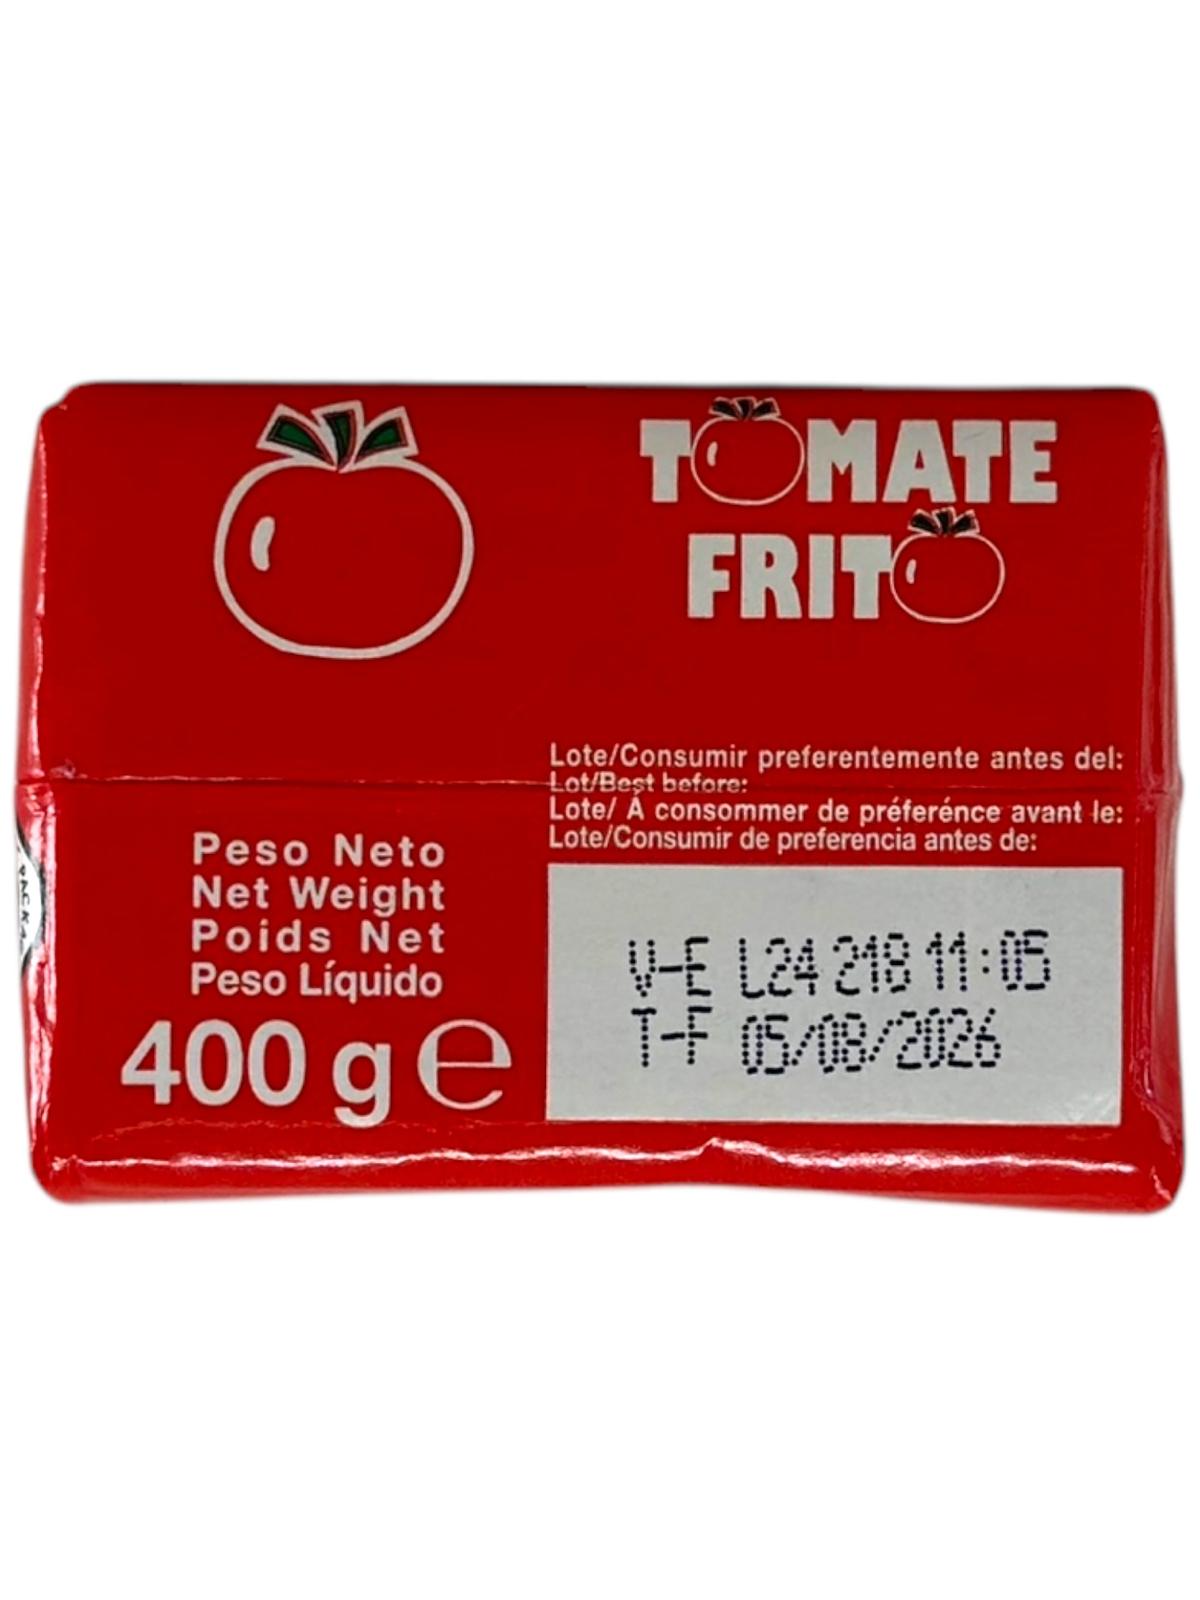 TOMATE
FRITO
Lote/Consumir preferentemente antes del:
Lot/Best before:
Lote/ Á consommer de préferénce avant le:
Lote/Consumir de preferencia antes de:
Peso Neto
Net Weight
Poids Net
Peso Líquido
400 g ℮
V-E L24 218 11:05
T-F 05/08/2026